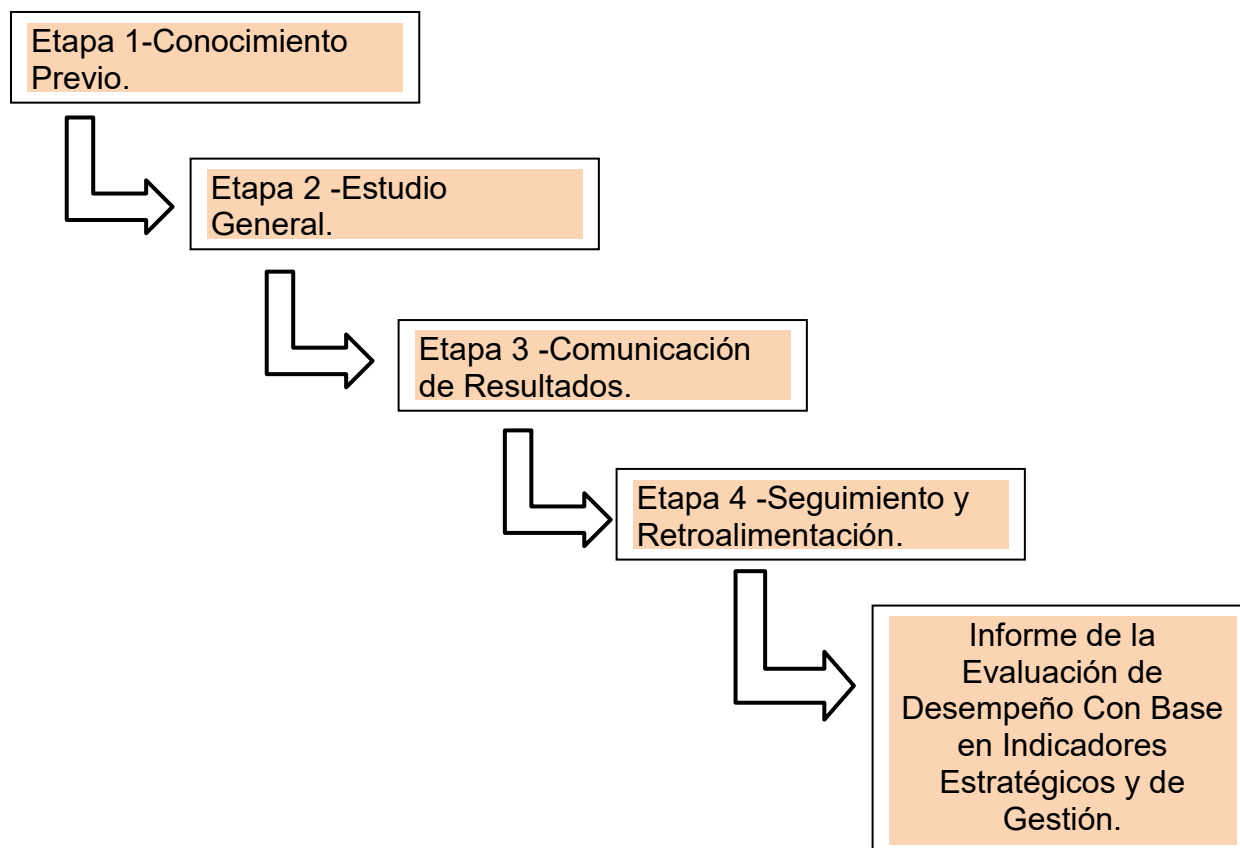 Etapa 1-Conocimiento
Previo.
Etapa 2 -Estudio
General.
Etapa 3 -Comunicación
de Resultados.
Etapa 4 -Seguimiento y
Retroalimentación.
Informe de la
Evaluación de
Desempeño Con Base
en Indicadores
Estratégicos y de
Gestión.